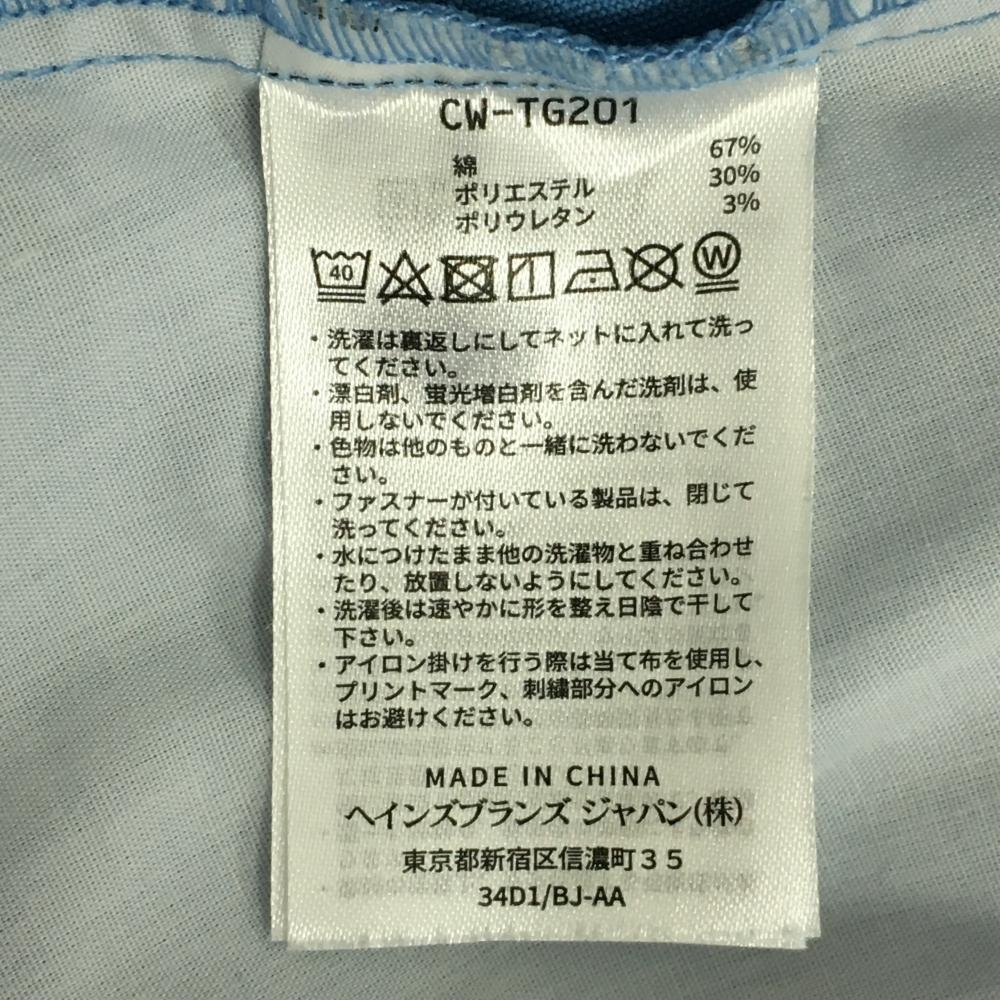 CW-TG201
綿 67%
ポリエステル 30%
ポリウレタン 3%
40 W
・洗濯は裏返しにしてネットに入れて洗っ
てください。
・漂白剤、蛍光増白剤を含んだ洗剤は、使
用しないでください。
・色物は他のものと一緒に洗わないでくだ
さい。
・ファスナーが付いている製品は、閉じて
洗ってください。
・水につけたまま他の洗濯物と重ね合わせ
たり、放置しないようにしてください。
・洗濯後は速やかに形を整え日陰で干して
下さい。
・アイロン掛けを行う際は当て布を使用し、
プリントマーク、刺繍部分へのアイロン
はお避けください。
MADE IN CHINA
ヘインズブランズ ジャパン(株)
東京都新宿区信濃町３５
34D1/BJ-AA